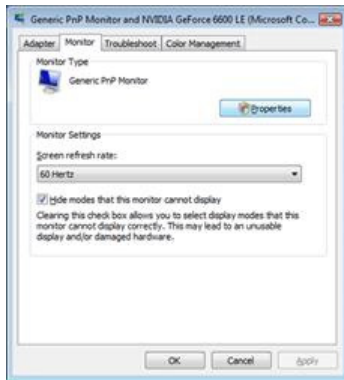 Generic PnP Monitor and NVIDIA GeForce 6600 LE (Microsoft Co...
Adapter Monitor Troubleshoot Color Management
Monitor Type
Generic PnP Monitor
Properties
Monitor Settings
Screen refresh rate:
60 Hertz
Hide modes that this monitor cannot display
Clearing this check box allows you to select display modes that this
monitor cannot display correctly. This may lead to an unusable
display and/or damaged hardware.
OK Cancel Apply